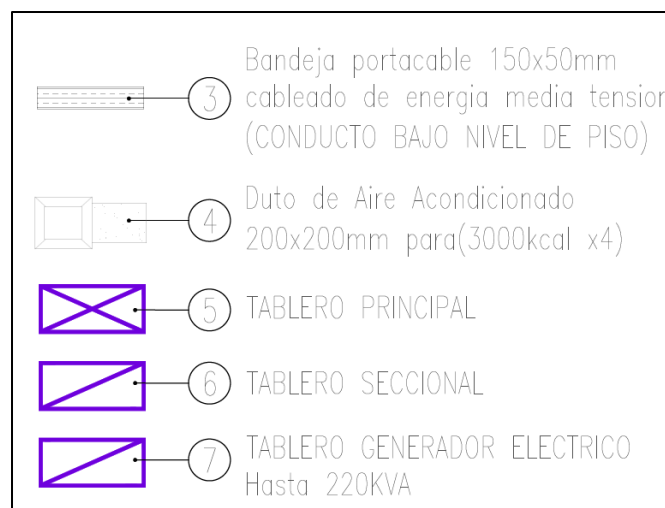 3
Bandeja portacable 150x50mm
cableado de energia media tension
(CONDUCTO BAJO NIVEL DE PISO)
4
Duto de Aire Acondicionado
200x200mm para(3000kcal x4)
5
TABLERO PRINCIPAL
6
TABLERO SECCIONAL
7
TABLERO GENERADOR ELECTRICO
Hasta 220KVA